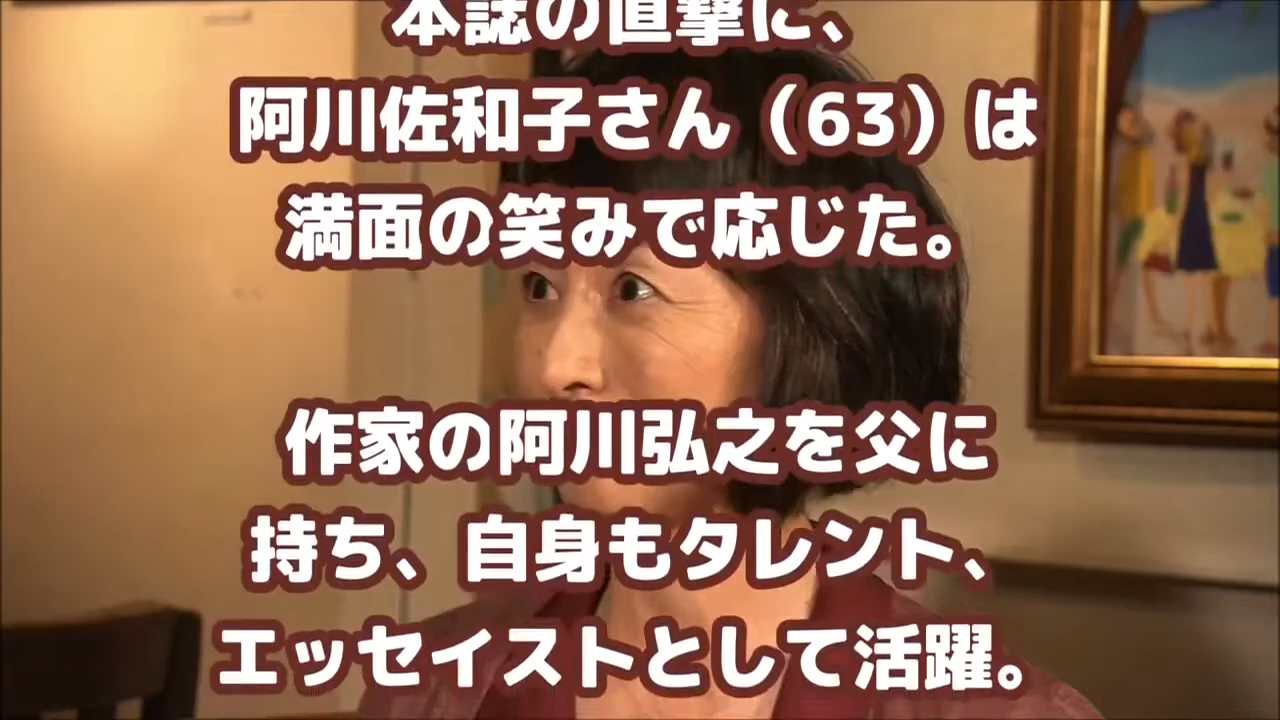 本誌の直撃に、
阿川佐和子さん（63）は
満面の笑みで応じた。
作家の阿川弘之を父に
持ち、自身もタレント、
エッセイストとして活躍。